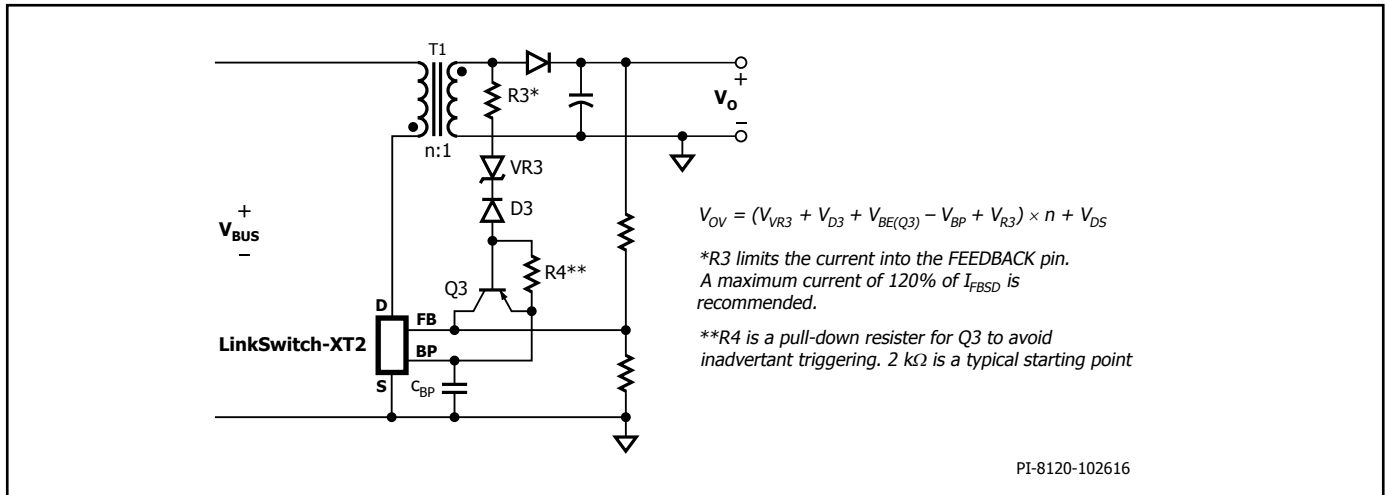 T1
R3*
+
V_O
−
n:1
VR3
D3
+
V_BUS
−
R4**
Q3
D
FB
LinkSwitch-XT2
BP
S
C_BP
V_OV = (V_VR3 + V_D3 + V_BE(Q3) − V_BP + V_R3) × n + V_DS
*R3 limits the current into the FEEDBACK pin.
A maximum current of 120% of I_FBSD is
recommended.
**R4 is a pull-down resister for Q3 to avoid
inadvertant triggering. 2 kΩ is a typical starting point
PI-8120-102616